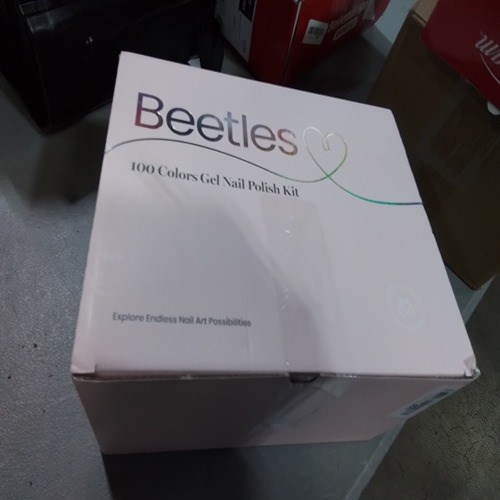 Beetles
100 Colors Gel Nail Polish Kit
Explore Endless Nail Art Possibilities